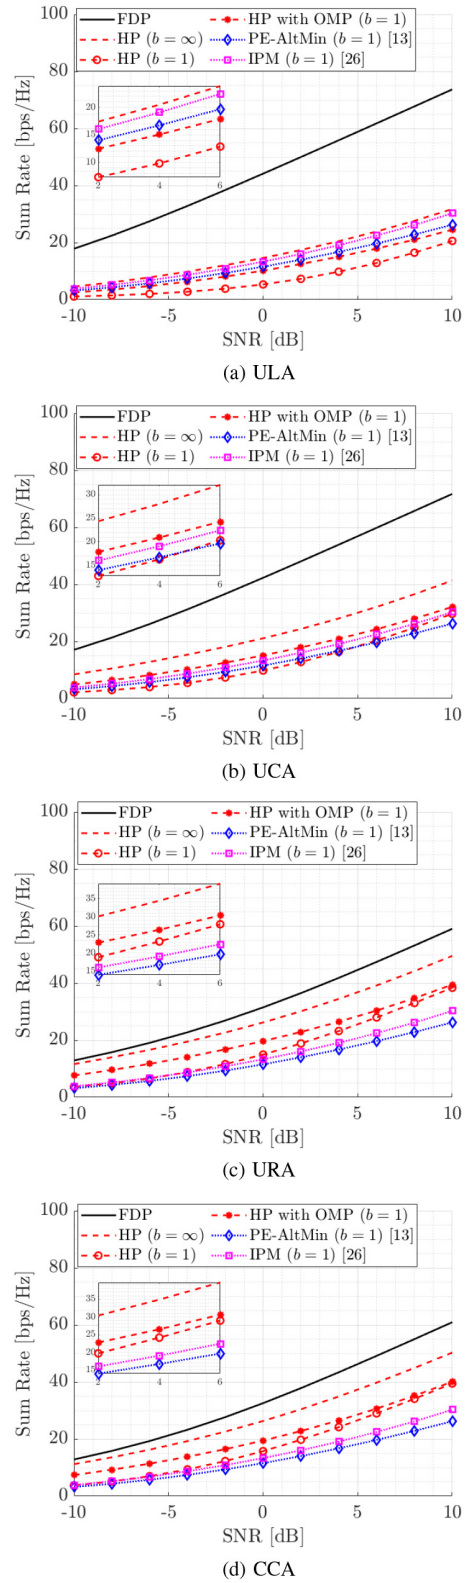 100
80
60
40
20
0
Sum Rate [bps/Hz]
FDP
HP (b = ∞)
HP (b = 1)
HP with OMP (b = 1)
PE-AltMin (b = 1) [13]
IPM (b = 1) [26]
20
15
10
2 4 6
-10 -5 0 5 10
SNR [dB]
(a) ULA
100
80
60
40
20
0
Sum Rate [bps/Hz]
FDP
HP (b = ∞)
HP (b = 1)
HP with OMP (b = 1)
PE-AltMin (b = 1) [13]
IPM (b = 1) [26]
30
25
20
15
2 4 6
-10 -5 0 5 10
SNR [dB]
(b) UCA
100
80
60
40
20
0
Sum Rate [bps/Hz]
FDP
HP (b = ∞)
HP (b = 1)
HP with OMP (b = 1)
PE-AltMin (b = 1) [13]
IPM (b = 1) [26]
35
30
25
20
15
2 4 6
-10 -5 0 5 10
SNR [dB]
(c) URA
100
80
60
40
20
0
Sum Rate [bps/Hz]
FDP
HP (b = ∞)
HP (b = 1)
HP with OMP (b = 1)
PE-AltMin (b = 1) [13]
IPM (b = 1) [26]
35
30
25
20
15
2 4 6
-10 -5 0 5 10
SNR [dB]
(d) CCA